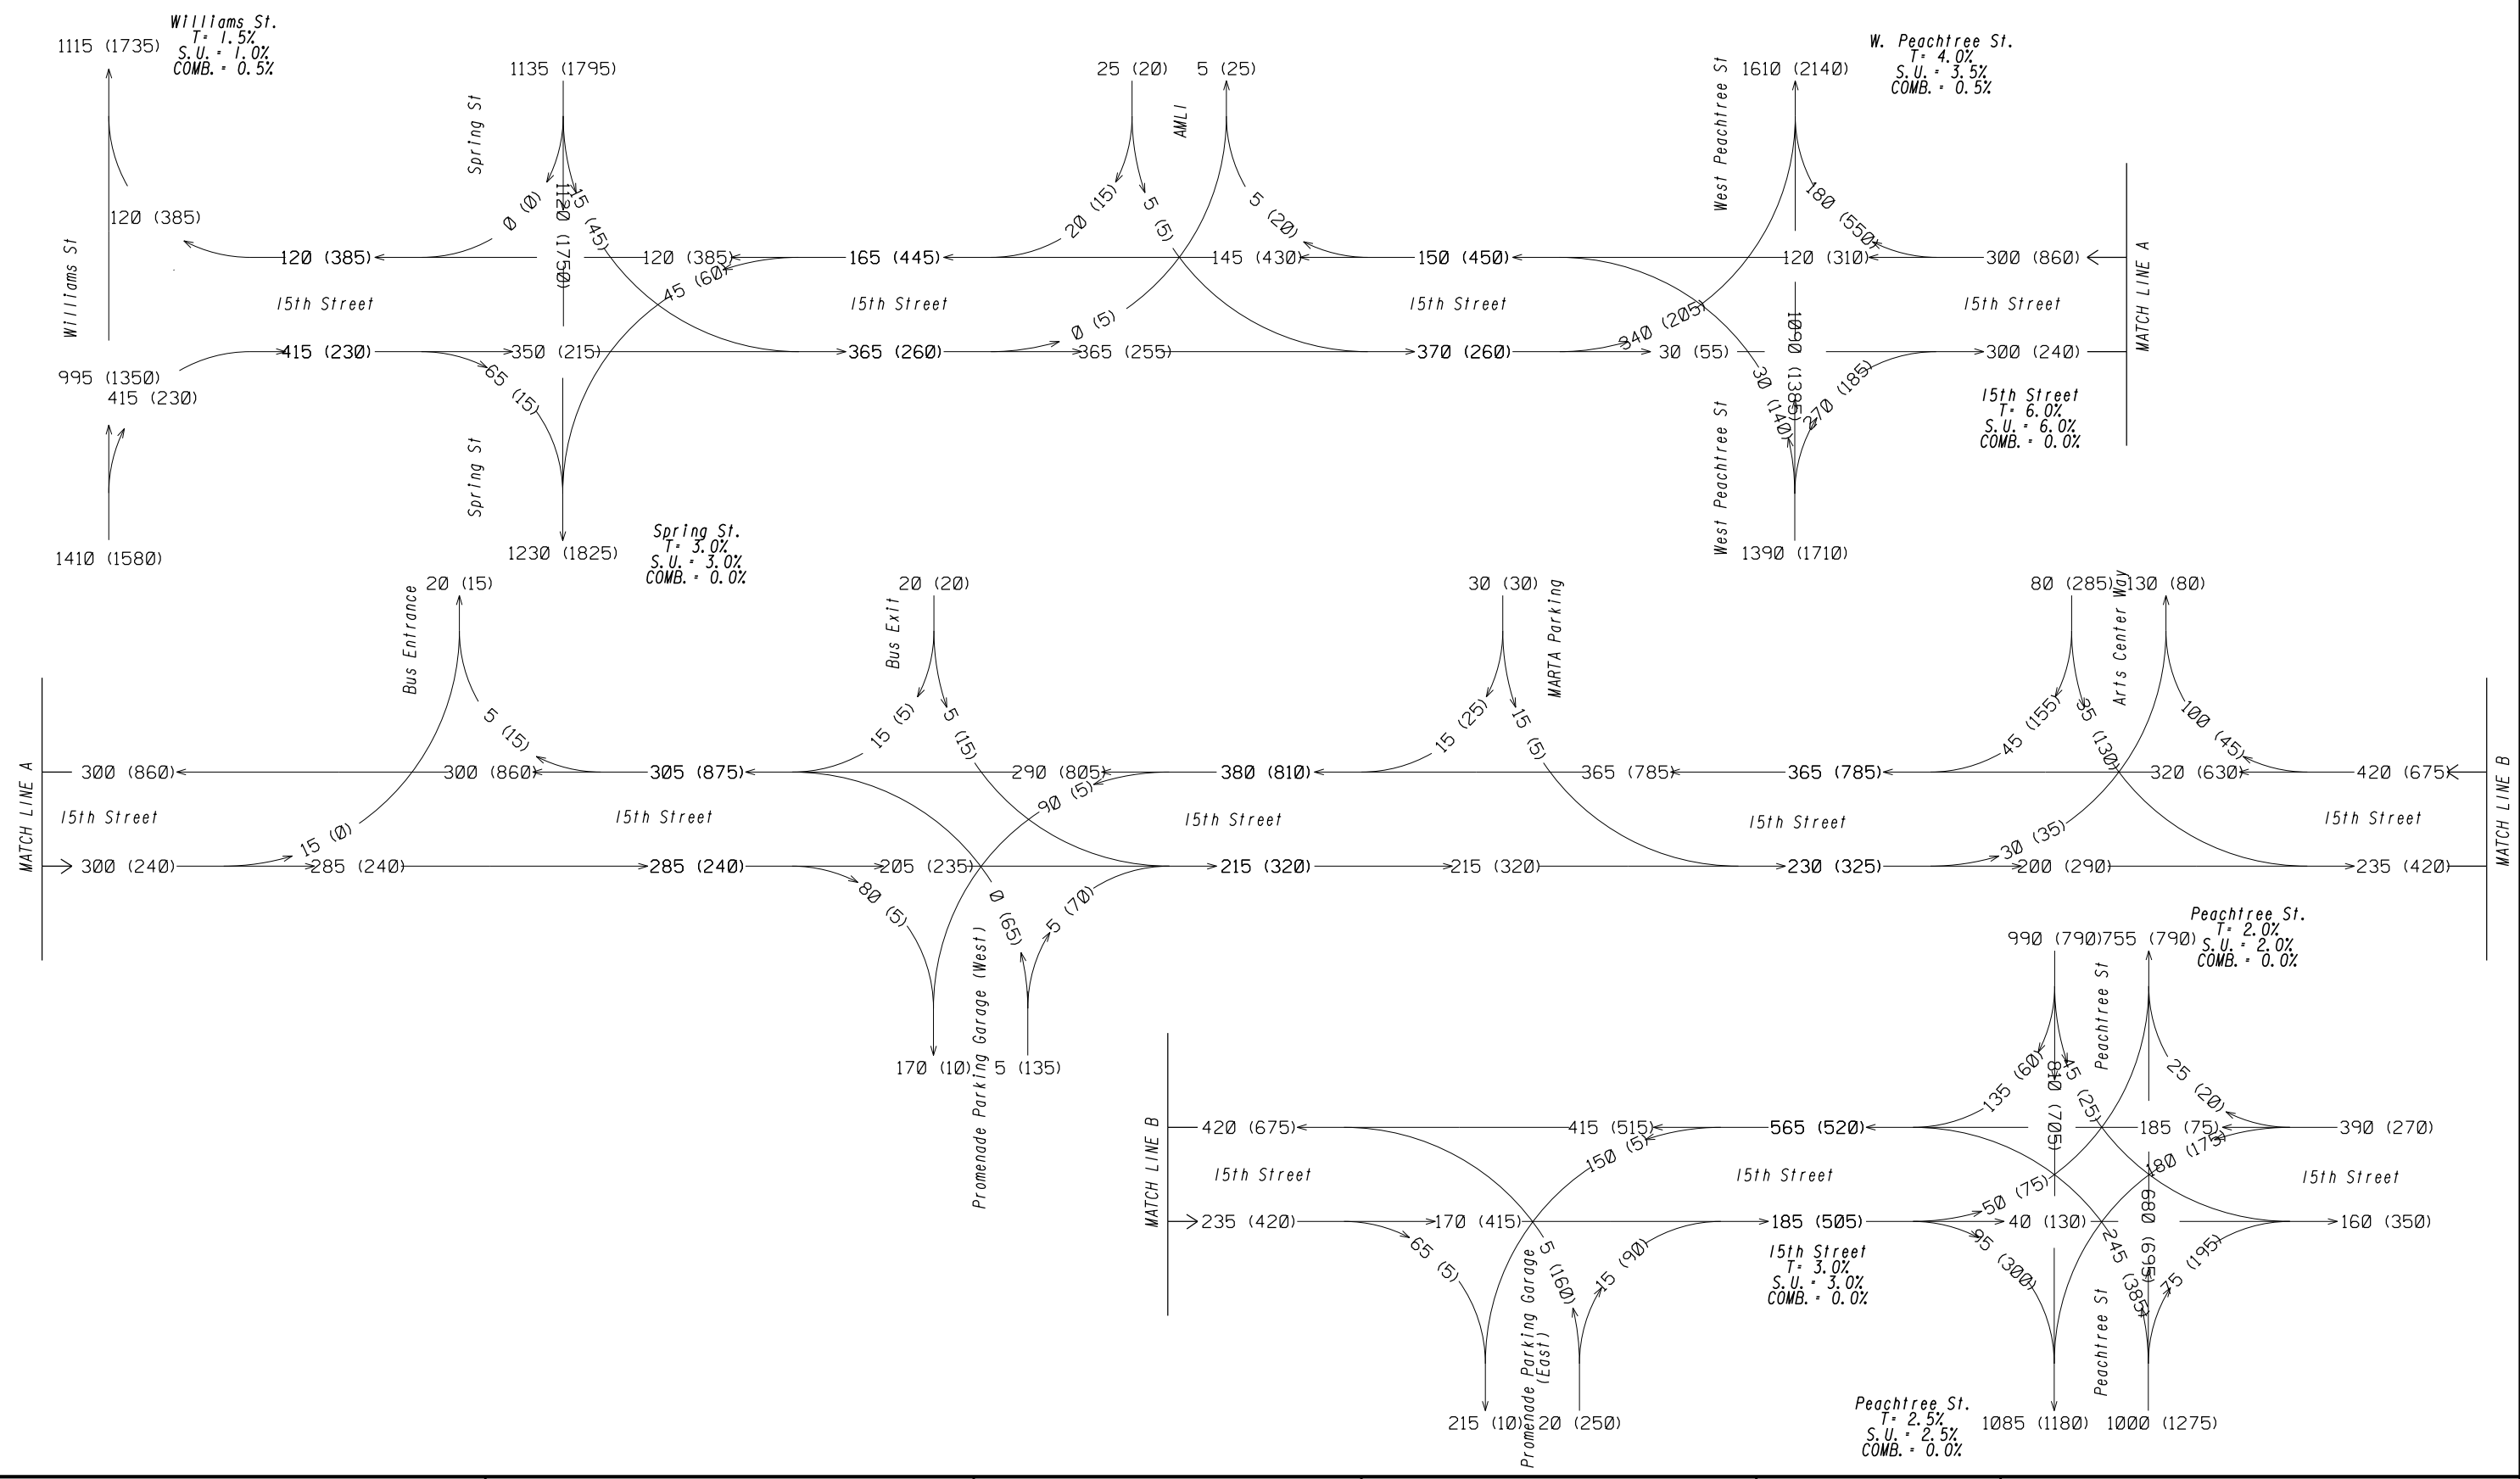 Williams St.
T= 1.5%
S.U. = 1.0%
COMB. = 0.5%
1115 (1735)
120 (385)
Williams St
995 (1350)
415 (230)
1410 (1580)
120 (385)
15th Street
415 (230)
1135 (1795)
Spring St
0 (0)
1120 (1750)
15 (45)
120 (385)
45 (60)
350 (215)
65 (15)
Spring St
1230 (1825)
Spring St.
T= 3.0%
S.U. = 3.0%
COMB. = 0.0%
165 (445)
15th Street
365 (260)
25 (20)
5 (25)
AMLI
20 (15)
5 (5)
5 (20)
145 (430)
0 (5)
365 (255)
150 (450)
15th Street
370 (260)
West Peachtree St
1610 (2140)
W. Peachtree St.
T= 4.0%
S.U. = 3.5%
COMB. = 0.5%
180 (550)
120 (310)
340 (205)
30 (55)
1090 (1385)
30 (140)
270 (185)
West Peachtree St
1390 (1710)
300 (860)
15th Street
300 (240)
MATCH LINE A
15th Street
T= 6.0%
S.U. = 6.0%
COMB. = 0.0%
MATCH LINE A
300 (860)
15th Street
300 (240)
Bus Entrance
20 (15)
5 (15)
300 (860)
15 (0)
285 (240)
305 (875)
15th Street
285 (240)
Bus Exit
20 (20)
15 (5)
5 (15)
290 (805)
90 (5)
205 (235)
80 (5)
0 (65)
5 (70)
Promenade Parking Garage (West)
170 (10)
5 (135)
380 (810)
15th Street
215 (320)
30 (30)
MARTA Parking
15 (25)
15 (5)
365 (785)
215 (320)
365 (785)
15th Street
230 (325)
80 (285)
130 (80)
Arts Center Way
45 (155)
35 (130)
100 (45)
320 (630)
30 (35)
200 (290)
420 (675)
15th Street
235 (420)
MATCH LINE B
MATCH LINE B
420 (675)
15th Street
235 (420)
415 (515)
150 (5)
170 (415)
65 (5)
5 (160)
15 (90)
Promenade Parking Garage
(East)
215 (10)
20 (250)
565 (520)
15th Street
185 (505)
15th Street
T= 3.0%
S.U. = 3.0%
COMB. = 0.0%
990 (790)
755 (790)
Peachtree St.
T= 2.0%
S.U. = 2.0%
COMB. = 0.0%
Peachtree St
135 (60)
810 (705)
45 (25)
25 (20)
185 (75)
180 (175)
50 (75)
40 (130)
95 (300)
245 (385)
680 (695)
75 (195)
390 (270)
15th Street
160 (350)
Peachtree St
Peachtree St.
T= 2.5%
S.U. = 2.5%
COMB. = 0.0%
1085 (1180)
1000 (1275)